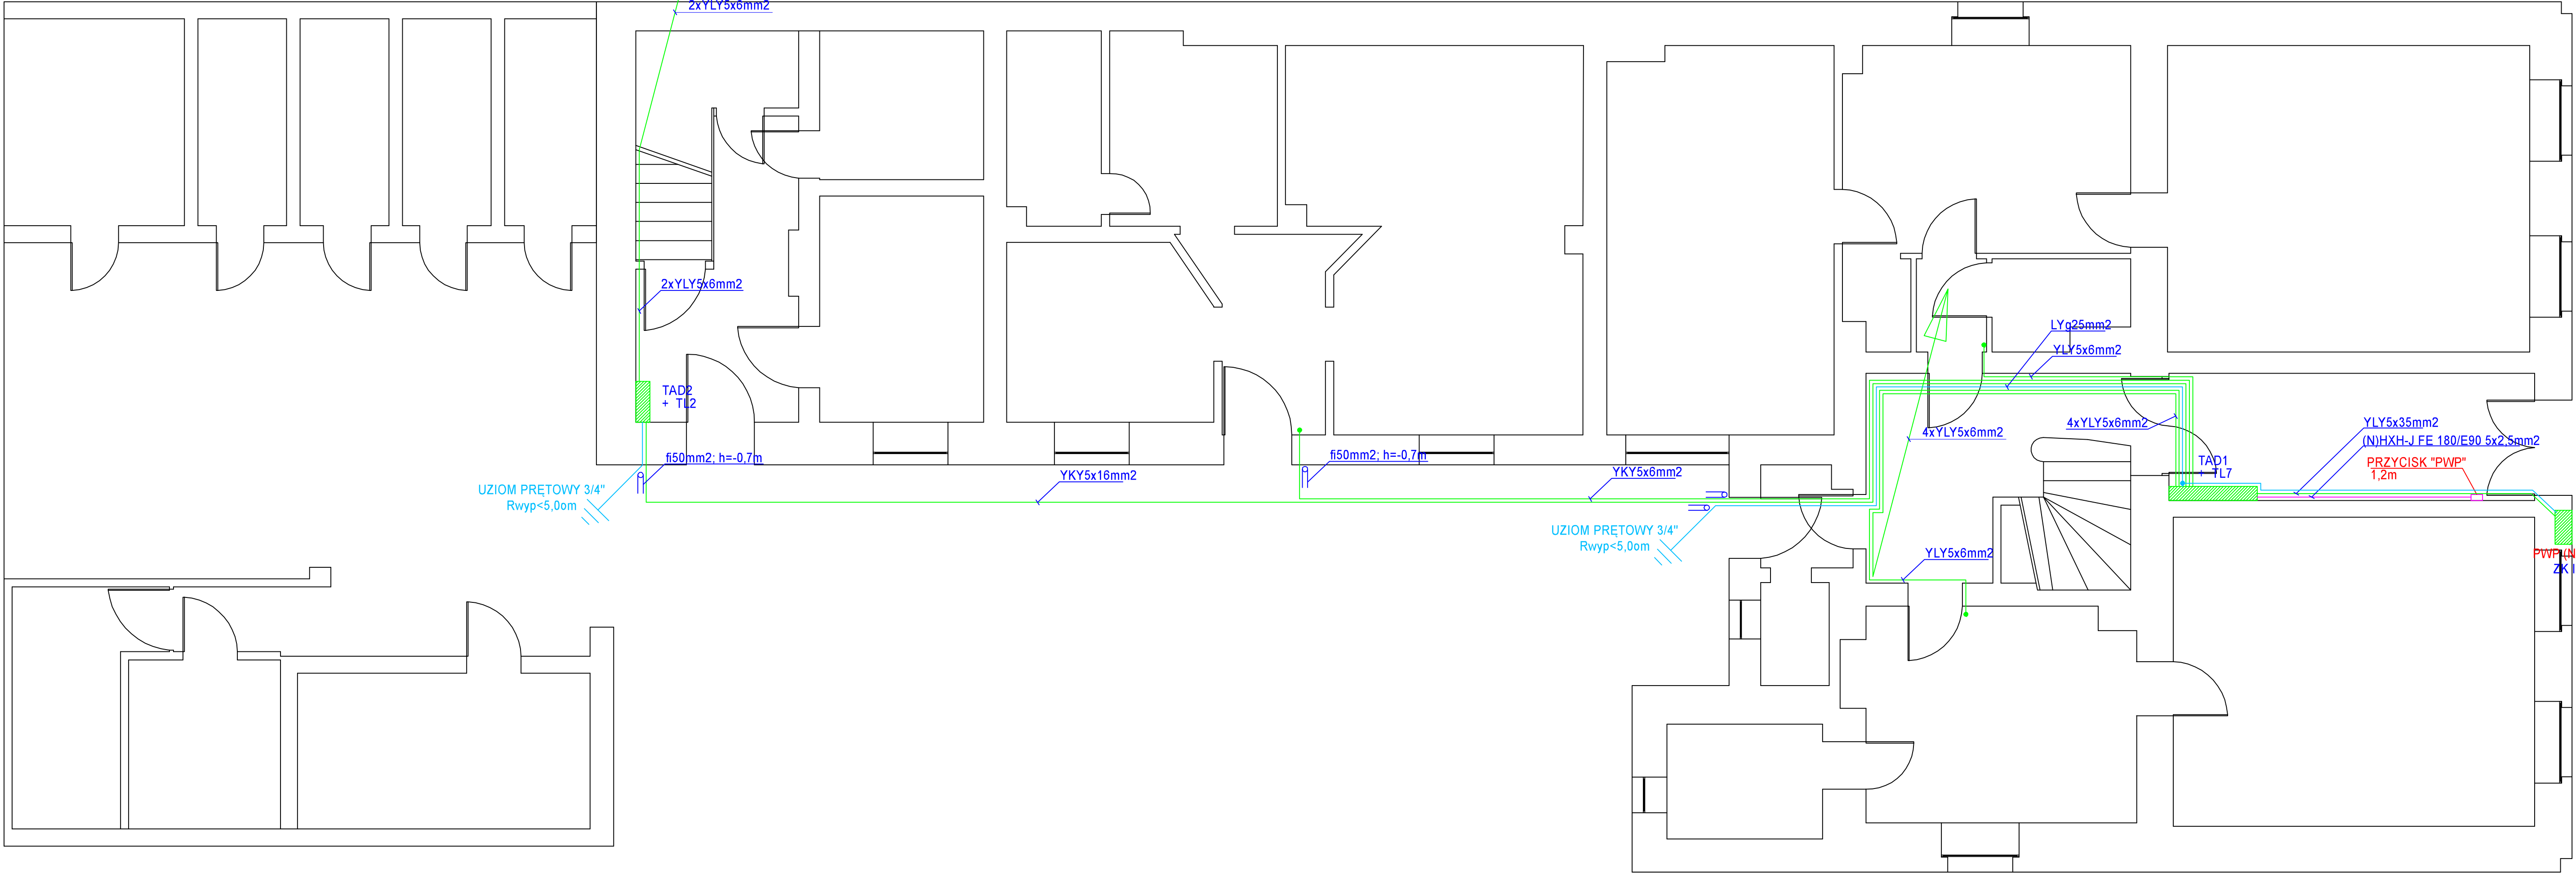 2xYLY5x6mm2
2xYLY5x6mm2
LYg25mm2
YLY5x6mm2
TAD2
+ TL2
4xYLY5x6mm2
4xYLY5x6mm2
YLY5x35mm2
(N)HXH-J FE 180/E90 5x2,5mm2
PRZYCISK "PWP"
1,2m
TAD1
+ TL7
fi50mm2; h=-0,7m
fi50mm2; h=-0,7m
YKY5x16mm2
YKY5x6mm2
UZIOM PRĘTOWY 3/4"
Rwyp<5,0om
UZIOM PRĘTOWY 3/4"
Rwyp<5,0om
YLY5x6mm2
PWP(N
ZK